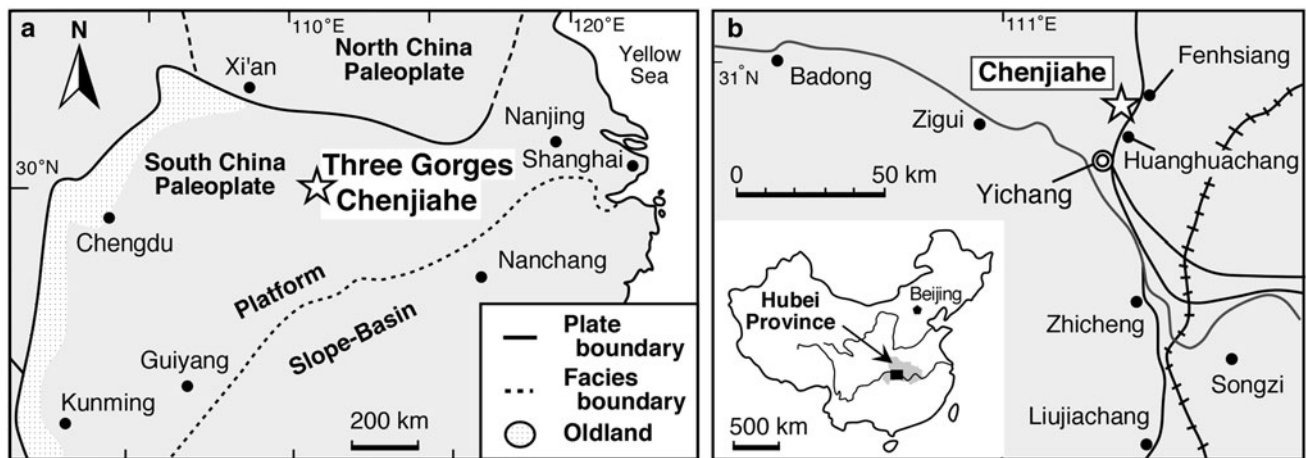 a
N
110°E
120°E
North China
Paleoplate
Yellow
Sea
Xi'an
Nanjing
Shanghai
30°N
South China
Paleoplate
Three Gorges
Chenjiahe
Chengdu
Nanchang
Platform
Slope-Basin
Guiyang
Kunming
200 km
Plate
boundary
Facies
boundary
Oldland
b
111°E
31°N
Badong
Chenjiahe
Fenhsiang
Zigui
Huanghuachang
0 50 km
Yichang
Hubei
Province
Beijing
Zhicheng
Songzi
500 km
Liujiachang